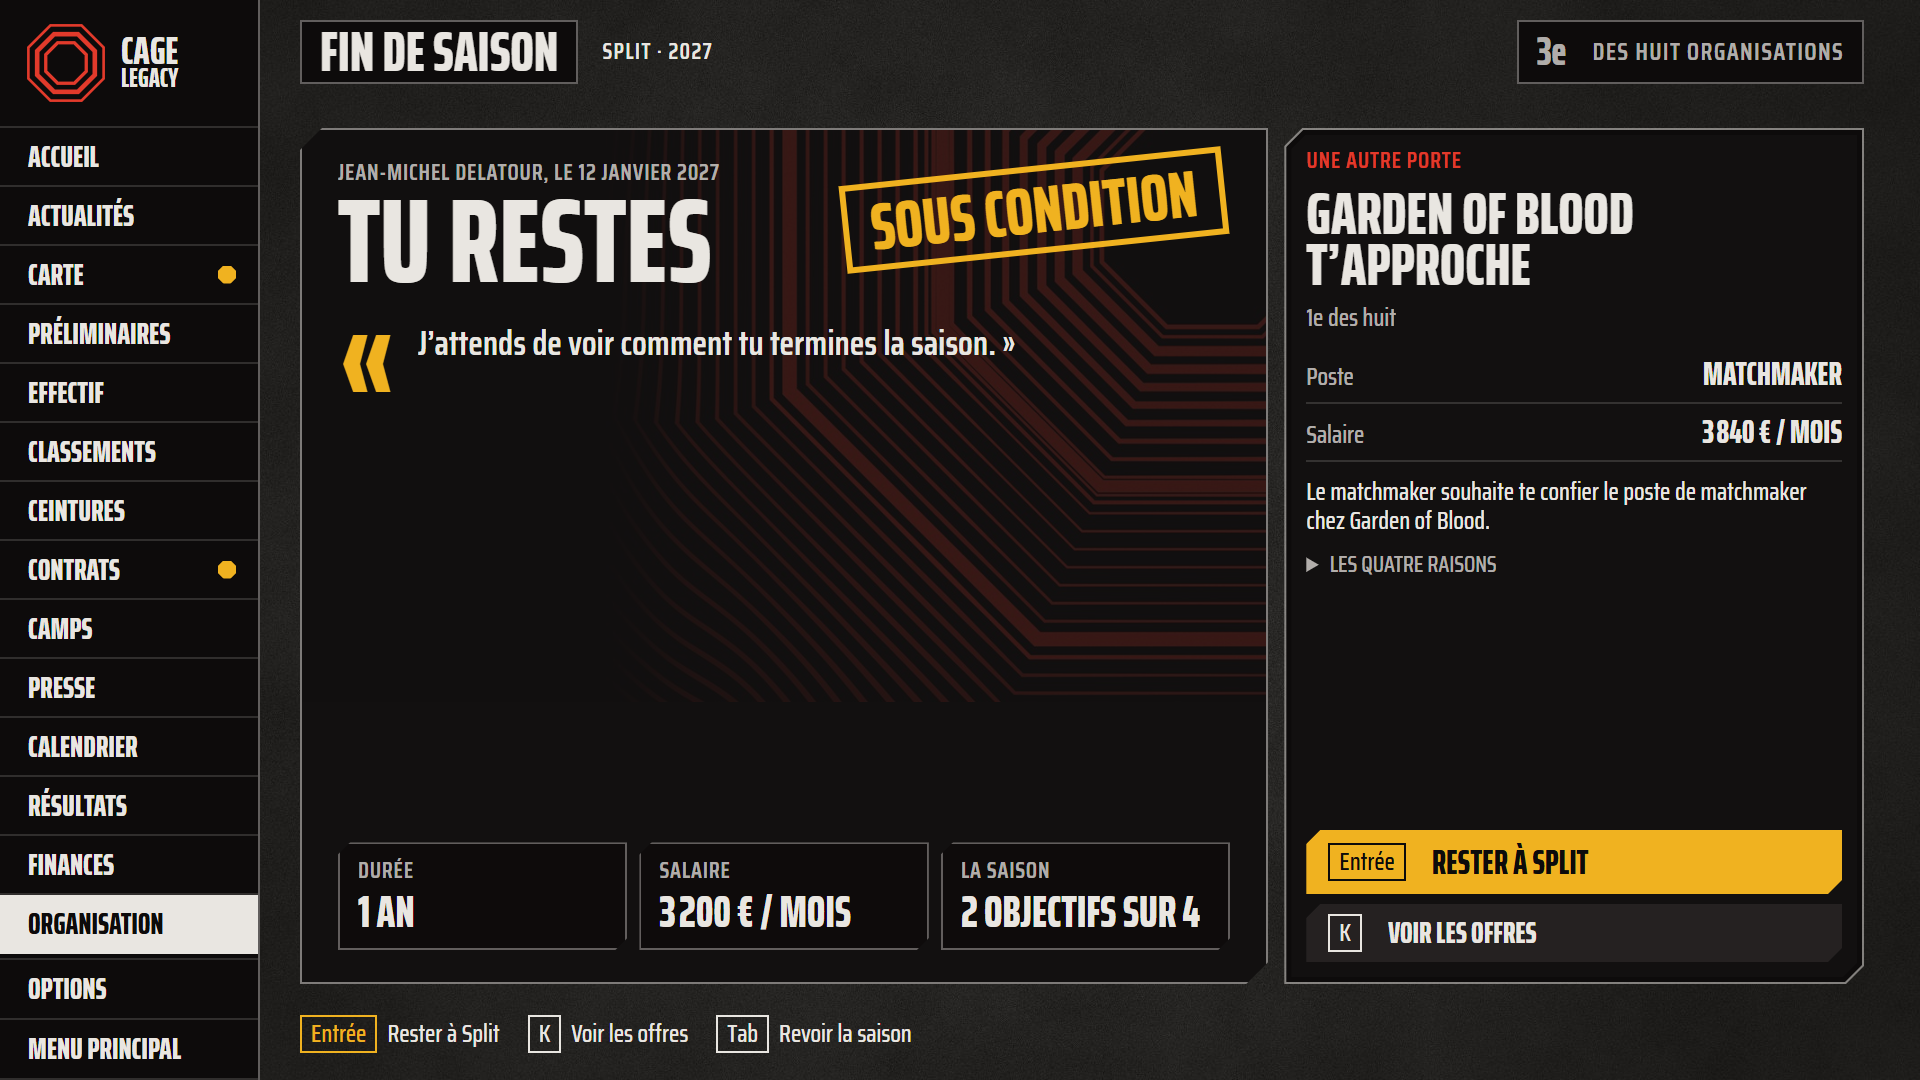 CAGE
LEGACY
ACCUEIL
ACTUALITÉS
CARTE
PRÉLIMINAIRES
EFFECTIF
CLASSEMENTS
CEINTURES
CONTRATS
CAMPS
PRESSE
CALENDRIER
RÉSULTATS
FINANCES
ORGANISATION
OPTIONS
MENU PRINCIPAL
FIN DE SAISON
SPLIT · 2027
3e DES HUIT ORGANISATIONS
JEAN-MICHEL DELATOUR, LE 12 JANVIER 2027
TU RESTES
SOUS CONDITION
« J’attends de voir comment tu termines la saison. »
DURÉE
1 AN
SALAIRE
3 200 € / MOIS
LA SAISON
2 OBJECTIFS SUR 4
UNE AUTRE PORTE
GARDEN OF BLOOD
T’APPROCHE
1e des huit
Poste MATCHMAKER
Salaire 3 840 € / MOIS
Le matchmaker souhaite te confier le poste de matchmaker
chez Garden of Blood.
▶ LES QUATRE RAISONS
Entrée RESTER À SPLIT
K VOIR LES OFFRES
Entrée Rester à Split K Voir les offres Tab Revoir la saison